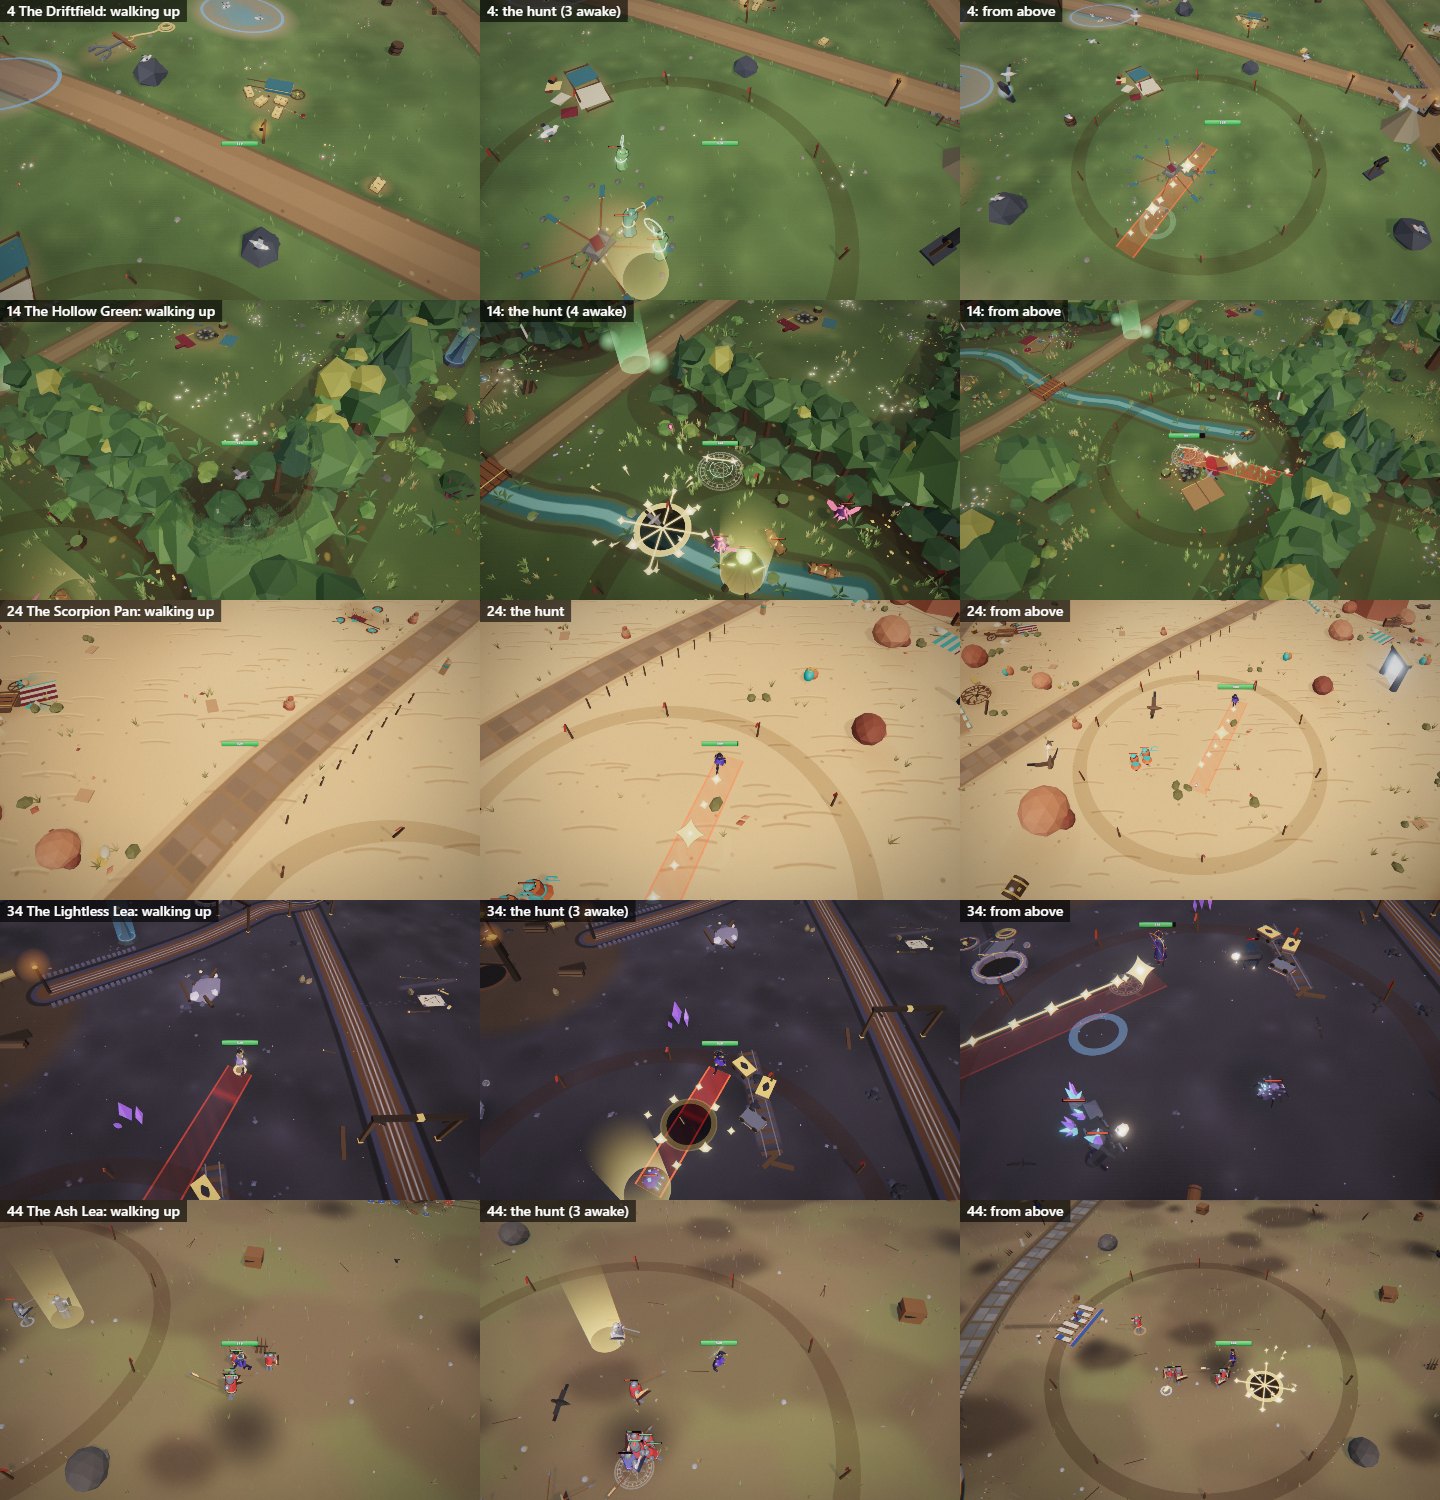 4 The Driftfield: walking up
4: the hunt (3 awake)
4: from above
14 The Hollow Green: walking up
14: the hunt (4 awake)
14: from above
24 The Scorpion Pan: walking up
24: the hunt
24: from above
34 The Lightless Lea: walking up
34: the hunt (3 awake)
34: from above
44 The Ash Lea: walking up
44: the hunt (3 awake)
44: from above